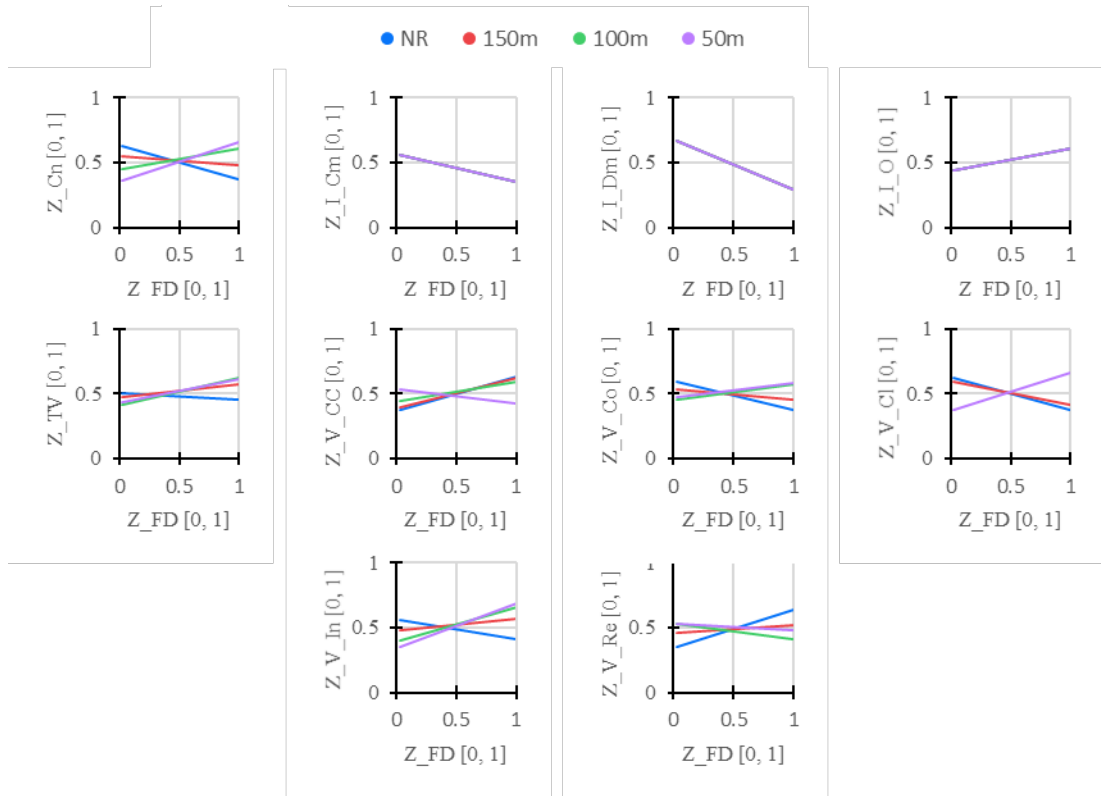 NR 150m 100m 50m
Z_Cn [0, 1]
1
0.5
0
0 0.5 1
Z_FD [0, 1]
Z_I_Cm [0, 1]
1
0.5
0
0 0.5 1
Z_FD [0, 1]
Z_I_Dm [0, 1]
1
0.5
0
0 0.5 1
Z_FD [0, 1]
Z_I_O [0, 1]
1
0.5
0
0 0.5 1
Z_FD [0, 1]
Z_TV [0, 1]
1
0.5
0
0 0.5 1
Z_FD [0, 1]
Z_V_CC [0, 1]
1
0.5
0
0 0.5 1
Z_FD [0, 1]
Z_V_Co [0, 1]
1
0.5
0
0 0.5 1
Z_FD [0, 1]
Z_V_Cl [0, 1]
1
0.5
0
0 0.5 1
Z_FD [0, 1]
Z_V_In [0, 1]
1
0.5
0
0 0.5 1
Z_FD [0, 1]
Z_V_Re [0, 1]
1
0.5
0
0 0.5 1
Z_FD [0, 1]